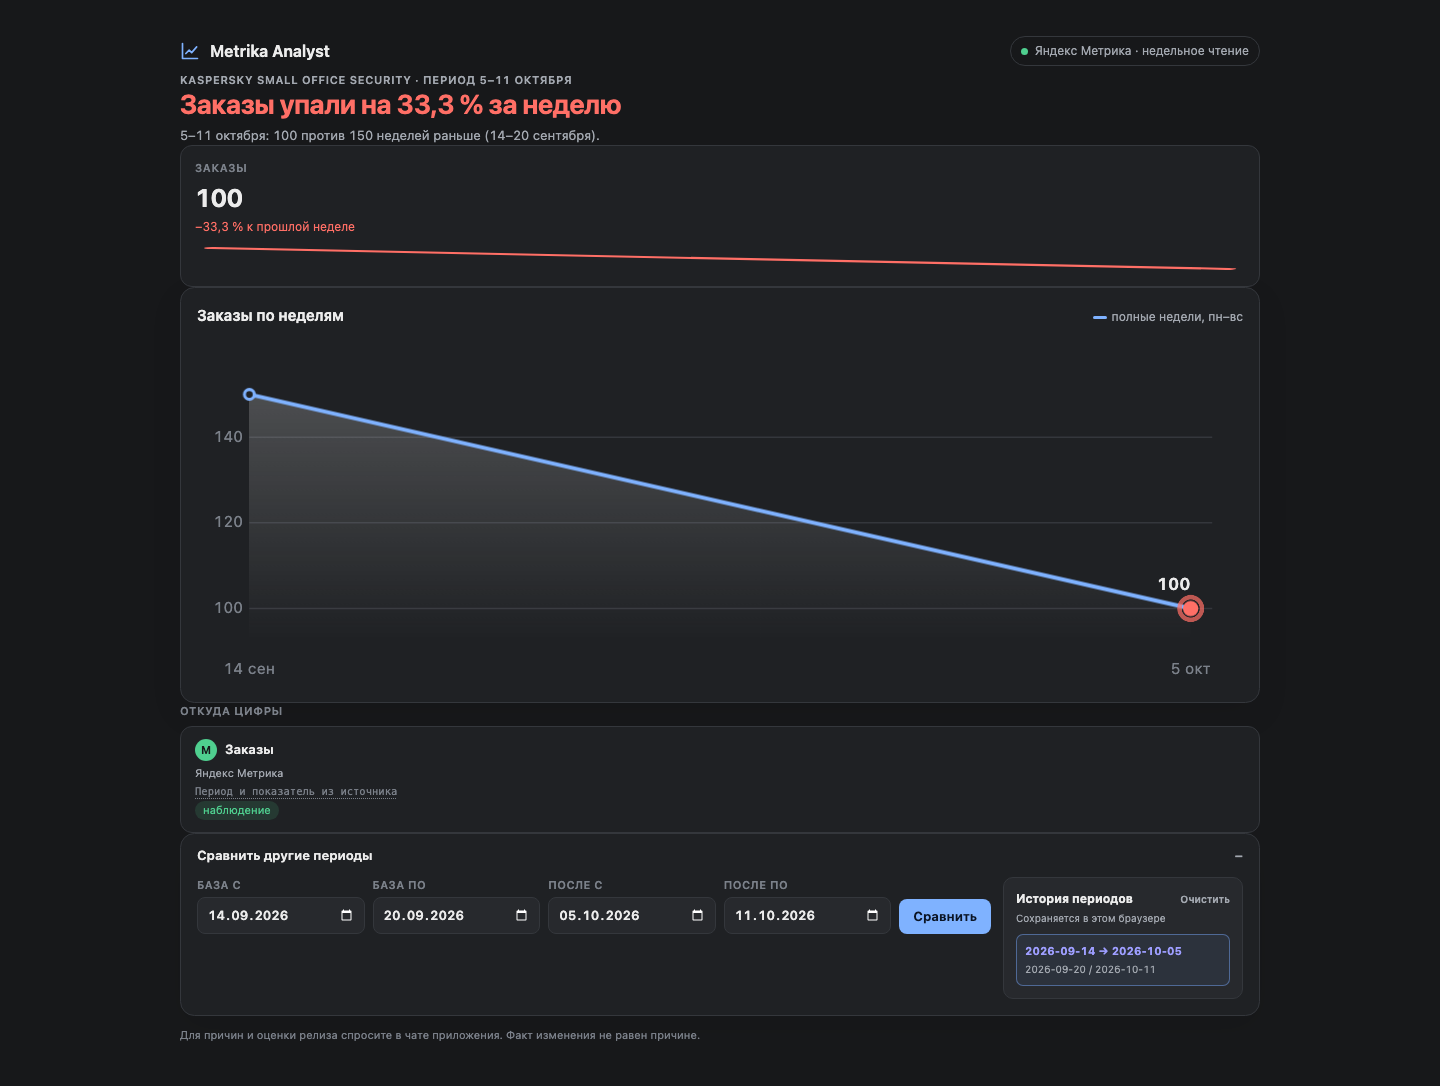 Metrika Analyst
Яндекс Метрика · недельное чтение
KASPERSKY SMALL OFFICE SECURITY · ПЕРИОД 5–11 ОКТЯБРЯ
Заказы упали на 33,3 % за неделю
5–11 октября: 100 против 150 неделей раньше (14–20 сентября).
ЗАКАЗЫ
100
−33,3 % к прошлой неделе
Заказы по неделям
полные недели, пн–вс
140
120
100
100
14 сен
5 окт
ОТКУДА ЦИФРЫ
М
Заказы
Яндекс Метрика
Период и показатель из источника
наблюдение
Сравнить другие периоды
–
БАЗА С
БАЗА ПО
ПОСЛЕ С
ПОСЛЕ ПО
14.09.2026
20.09.2026
05.10.2026
11.10.2026
Сравнить
История периодов
Очистить
Сохраняется в этом браузере
2026-09-14 → 2026-10-05
2026-09-20 / 2026-10-11
Для причин и оценки релиза спросите в чате приложения. Факт изменения не равен причине.